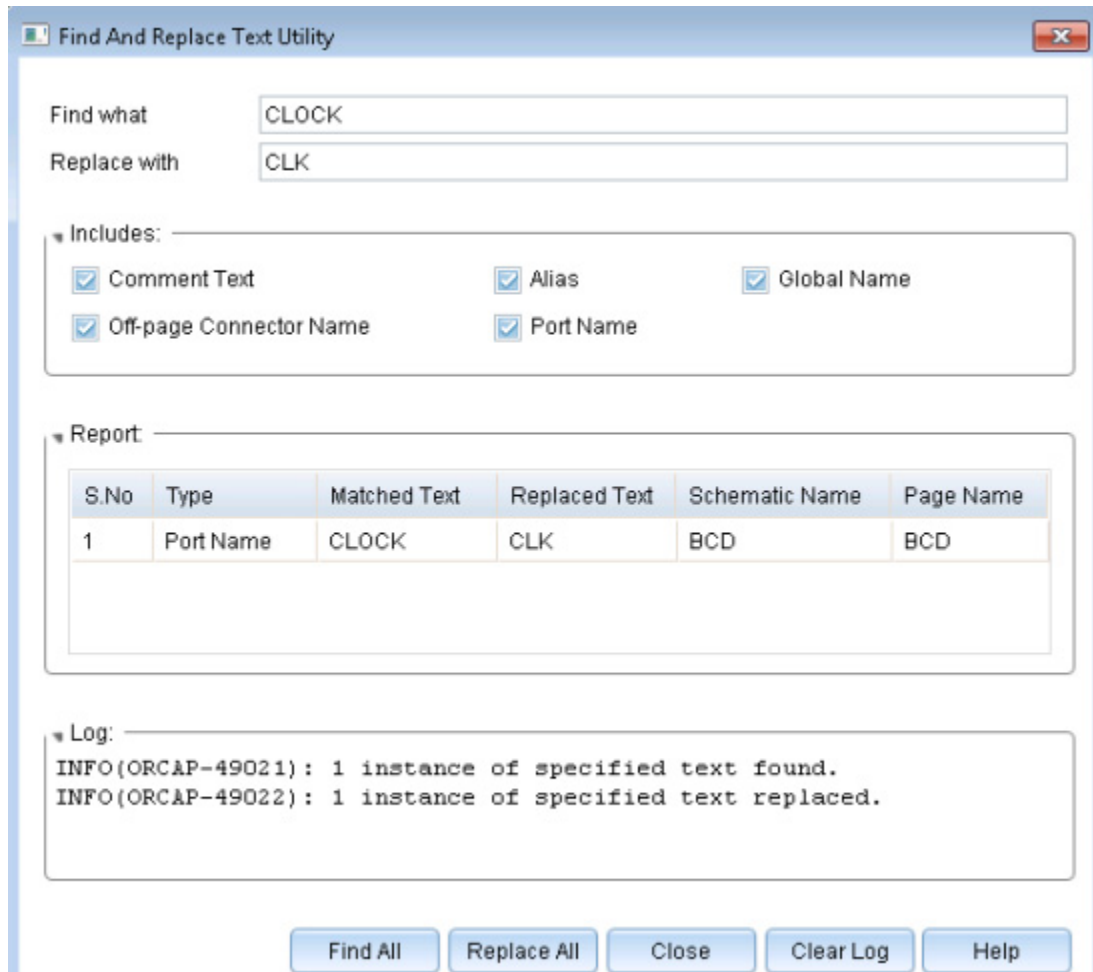 Find And Replace Text Utility
Find what CLOCK
Replace with CLK
Includes:
Comment Text Alias Global Name
Off-page Connector Name Port Name
Report:
S.No Type Matched Text Replaced Text Schematic Name Page Name
1 Port Name CLOCK CLK BCD BCD
Log:
INFO(ORCAP-49021): 1 instance of specified text found.
INFO(ORCAP-49022): 1 instance of specified text replaced.
Find All Replace All Close Clear Log Help